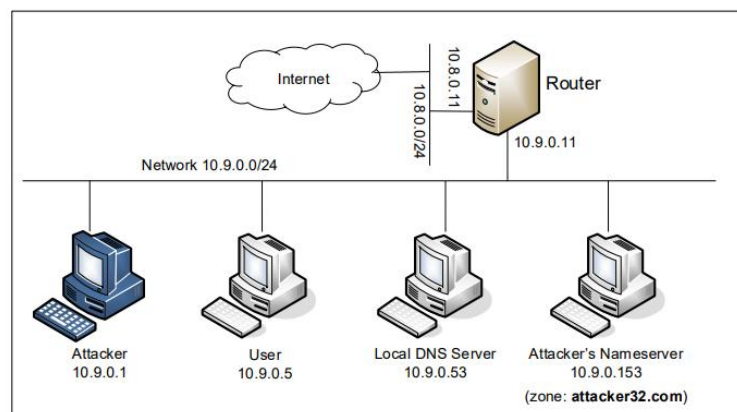 Internet
10.8.0.11
10.8.0.0/24
Router
10.9.0.11
Network 10.9.0.0/24
Attacker
10.9.0.1
User
10.9.0.5
Local DNS Server
10.9.0.53
Attacker's Nameserver
10.9.0.153
(zone: attacker32.com)